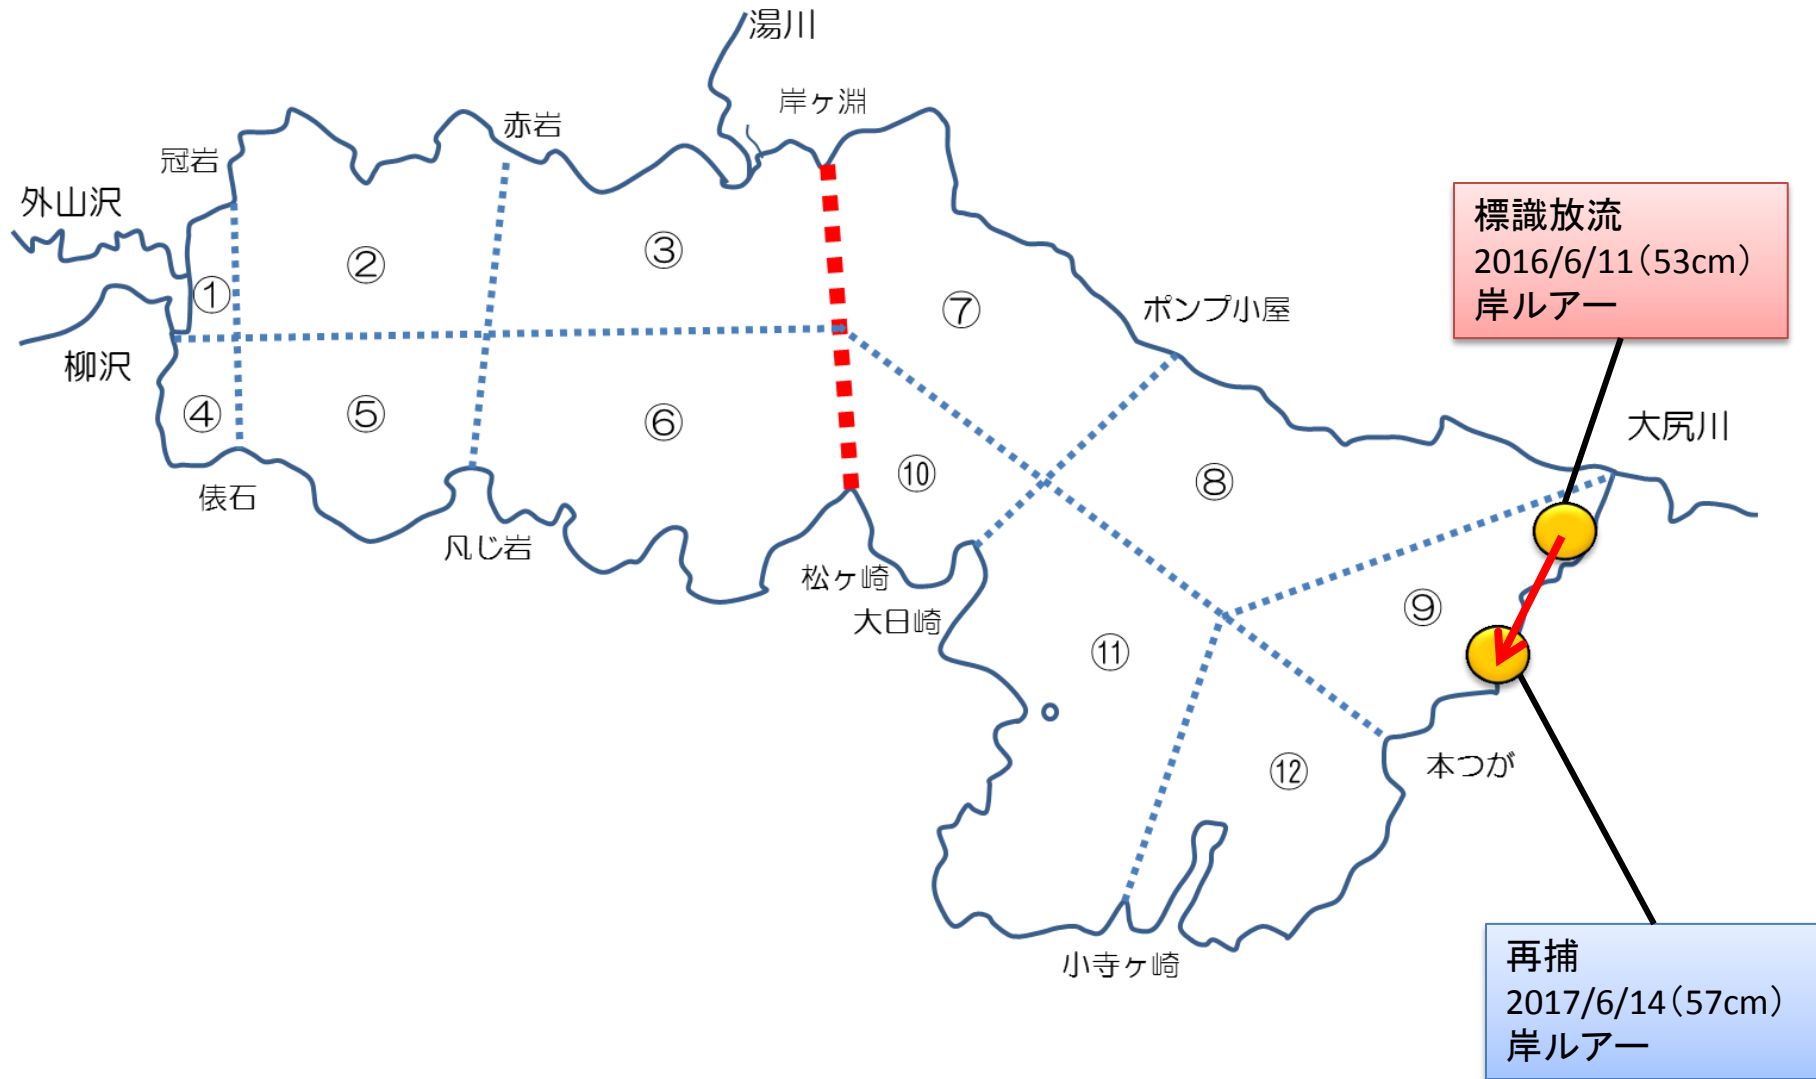 湯川
岸ヶ淵
赤岩
冠岩
外山沢
標識放流
2016/6/11(53cm)
岸ルアー
③
②
①
⑦
ポンプ小屋
柳沢
④
⑤
⑥
大尻川
⑩
⑧
俵石
凡じ岩
松ヶ崎
大日崎
⑨
⑪
本つが
⑫
小寺ヶ崎
再捕
2017/6/14(57cm)
岸ルアー